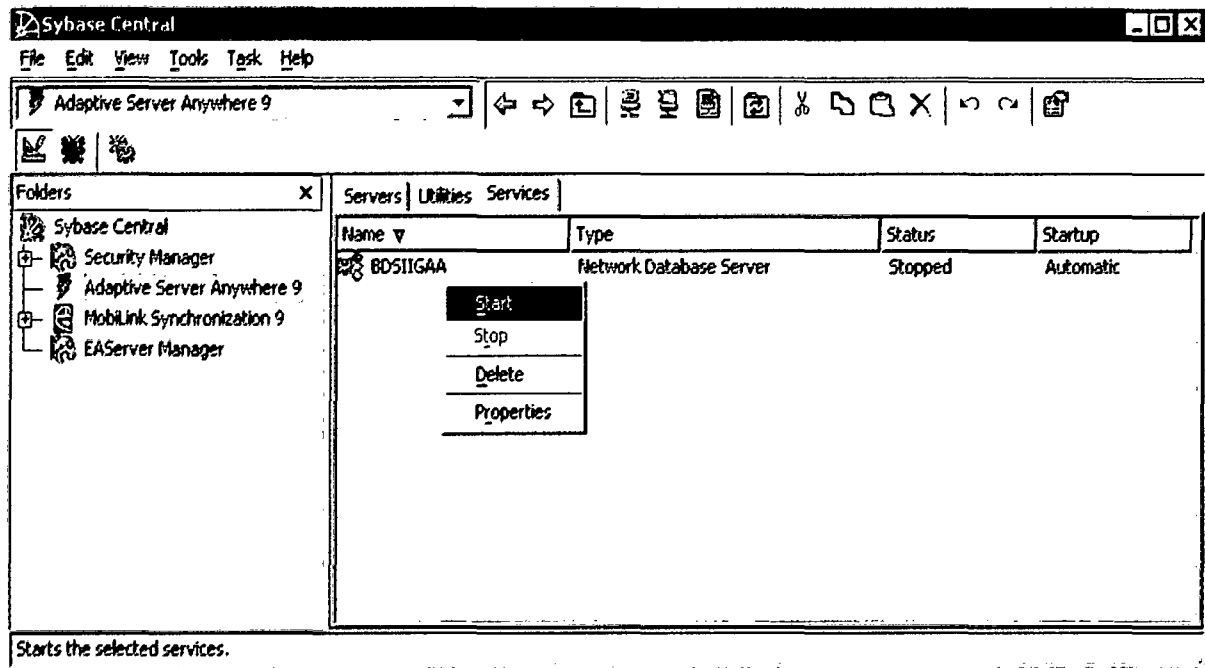 Sybase Central
File Edit View Tools Task Help
Adaptive Server Anywhere 9
Folders x
Servers Utilities Services
Sybase Central
Security Manager
Adaptive Server Anywhere 9
MobiLink Synchronization 9
EAServer Manager
Name Type Status Startup
BDSIIGAA Network Database Server Stopped Automatic
Start
Stop
Delete
Properties
Starts the selected services.